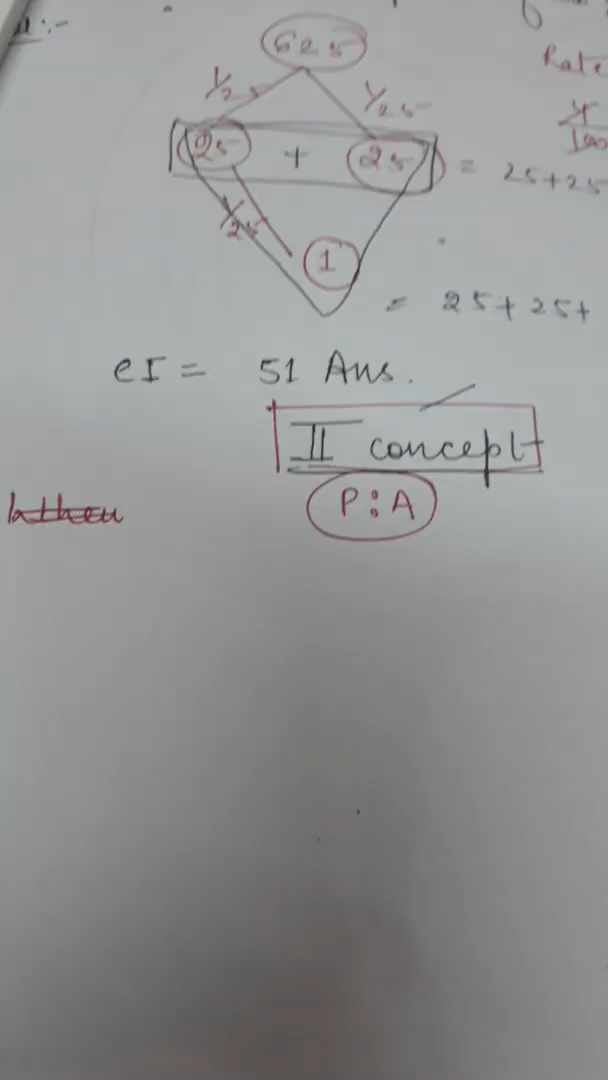 :-
625
Rate
1/25 1/25
25 + 25 = 25+25
100
1/25
1
= 25+25+
CI = 51 Ans.
II concept
P:A